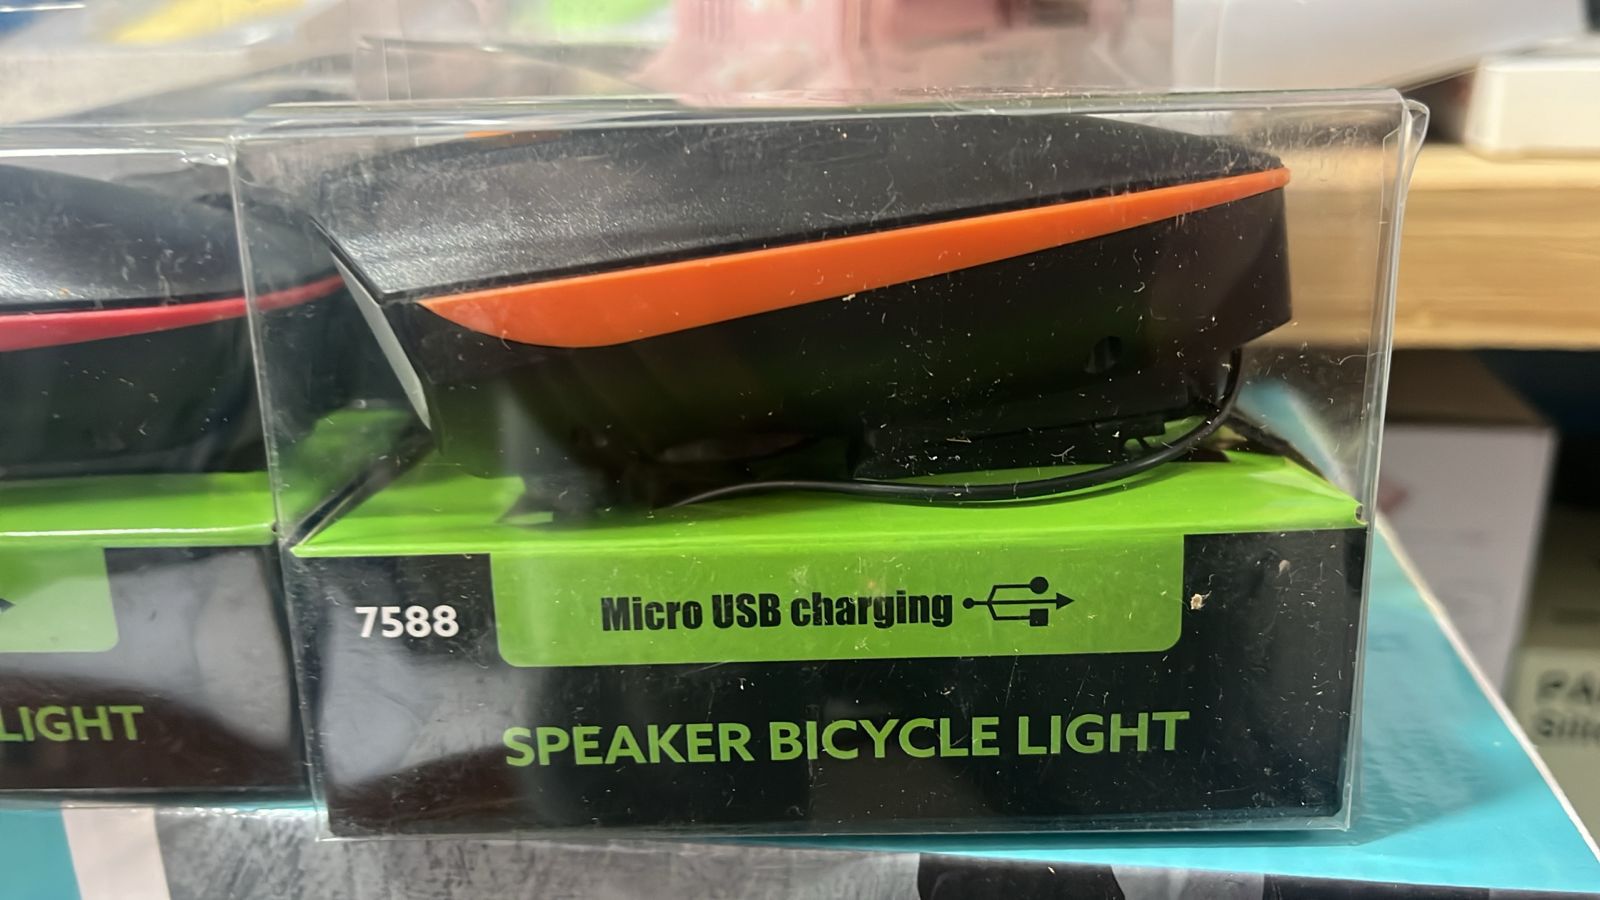 7588
Micro USB charging
SPEAKER BICYCLE LIGHT
LIGHT